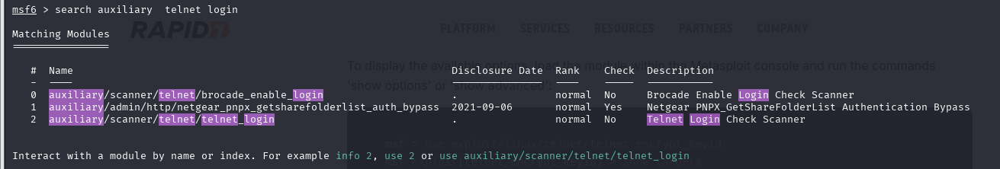 msf6 > search auxiliary  telnet login
RAPID7
PLATFORM SERVICES RESOURCES PARTNERS COMPANY
Matching Modules
To display the available options, load the module within the Metasploit console and run the commands
'show options' or 'show advanced':
#  Name  Disclosure Date  Rank  Check  Description
-  ----  ---------------  ----  -----  -----------
0  auxiliary/scanner/telnet/brocade_enable_login  .  normal  No  Brocade Enable Login Check Scanner
1  auxiliary/admin/http/netgear_pnpx_getsharefolderlist_auth_bypass  2021-09-06  normal  Yes  Netgear PNPX_GetShareFolderList Authentication Bypass
2  auxiliary/scanner/telnet/telnet_login  .  normal  No  Telnet Login Check Scanner
msf > use exploit/linux/telnet/telnet_encrypt_keyid
Interact with a module by name or index. For example info 2, use 2 or use auxiliary/scanner/telnet/telnet_login